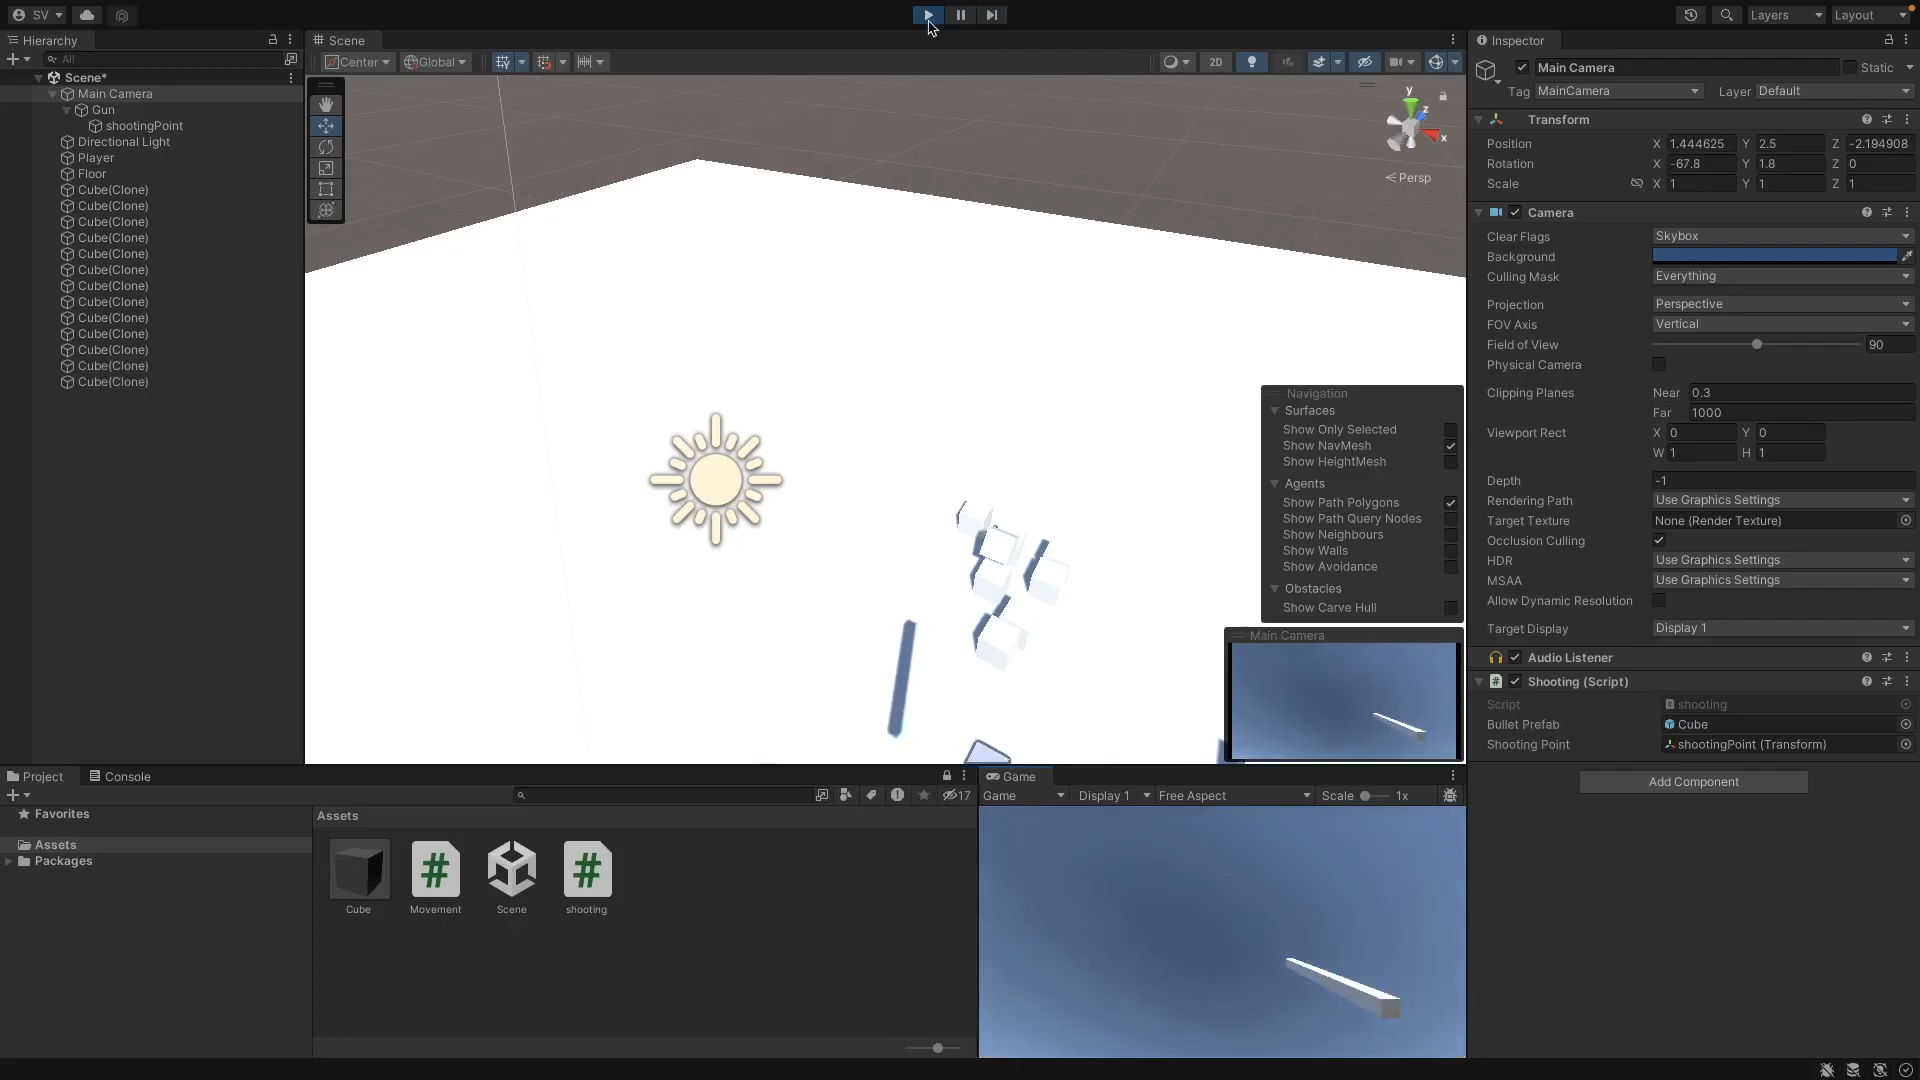 SV
Layers
Layout
Hierarchy
All
Scene*
Main Camera
Gun
shootingPoint
Directional Light
Player
Floor
Cube(Clone)
Cube(Clone)
Cube(Clone)
Cube(Clone)
Cube(Clone)
Cube(Clone)
Cube(Clone)
Cube(Clone)
Cube(Clone)
Cube(Clone)
Cube(Clone)
Cube(Clone)
Cube(Clone)
Scene
Center
Global
2D
y
z
x
Persp
Navigation
Surfaces
Show Only Selected
Show NavMesh
Show HeightMesh
Agents
Show Path Polygons
Show Path Query Nodes
Show Neighbours
Show Walls
Show Avoidance
Obstacles
Show Carve Hull
Main Camera
Inspector
Main Camera Static
Tag MainCamera Layer Default
Transform
Position X 1.444625 Y 2.5 Z -2.194908
Rotation X -67.8 Y 1.8 Z 0
Scale X 1 Y 1 Z 1
Camera
Clear Flags Skybox
Background
Culling Mask Everything
Projection Perspective
FOV Axis Vertical
Field of View 90
Physical Camera
Clipping Planes Near 0.3
Far 1000
Viewport Rect X 0 Y 0
W 1 H 1
Depth -1
Rendering Path Use Graphics Settings
Target Texture None (Render Texture)
Occlusion Culling
HDR Use Graphics Settings
MSAA Use Graphics Settings
Allow Dynamic Resolution
Target Display Display 1
Audio Listener
# Shooting (Script)
Script shooting
Bullet Prefab Cube
Shooting Point shootingPoint (Transform)
Add Component
Project Console
17
Favorites
Assets
Packages
Assets
Cube
# Movement
Scene
# shooting
Game
Game Display 1 Free Aspect Scale 1x